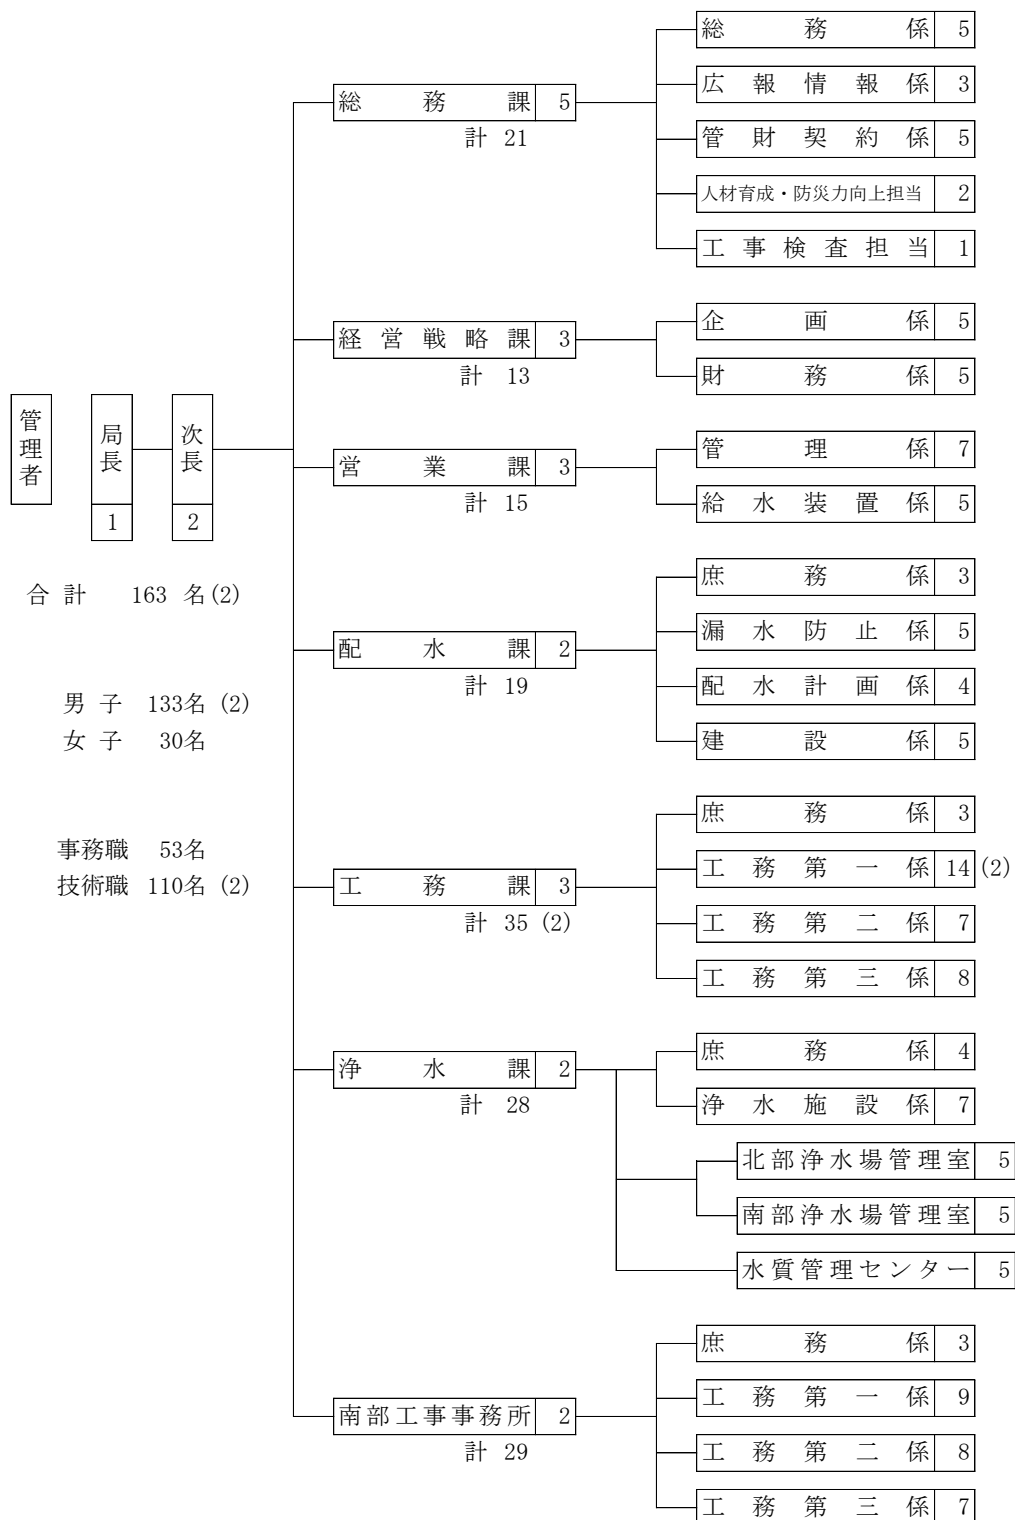 総務係 5
広報情報係 3
総務課 5
計 21
管財契約係 5
人材育成・防災力向上担当 2
工事検査担当 1
企画係 5
経営戦略課 3
計 13
財務係 5
管理者
局長 1
次長 2
管理係 7
営業課 3
計 15
給水装置係 5
合計 163 名(2)
男子 133名 (2)
女子 30名
事務職 53名
技術職 110名 (2)
庶務係 3
漏水防止係 5
配水課 2
計 19
配水計画係 4
建設係 5
庶務係 3
工務第一係 14 (2)
工務課 3
計 35 (2)
工務第二係 7
工務第三係 8
庶務係 4
浄水課 2
計 28
浄水施設係 7
北部浄水場管理室 5
南部浄水場管理室 5
水質管理センター 5
庶務係 3
工務第一係 9
南部工事事務所 2
計 29
工務第二係 8
工務第三係 7